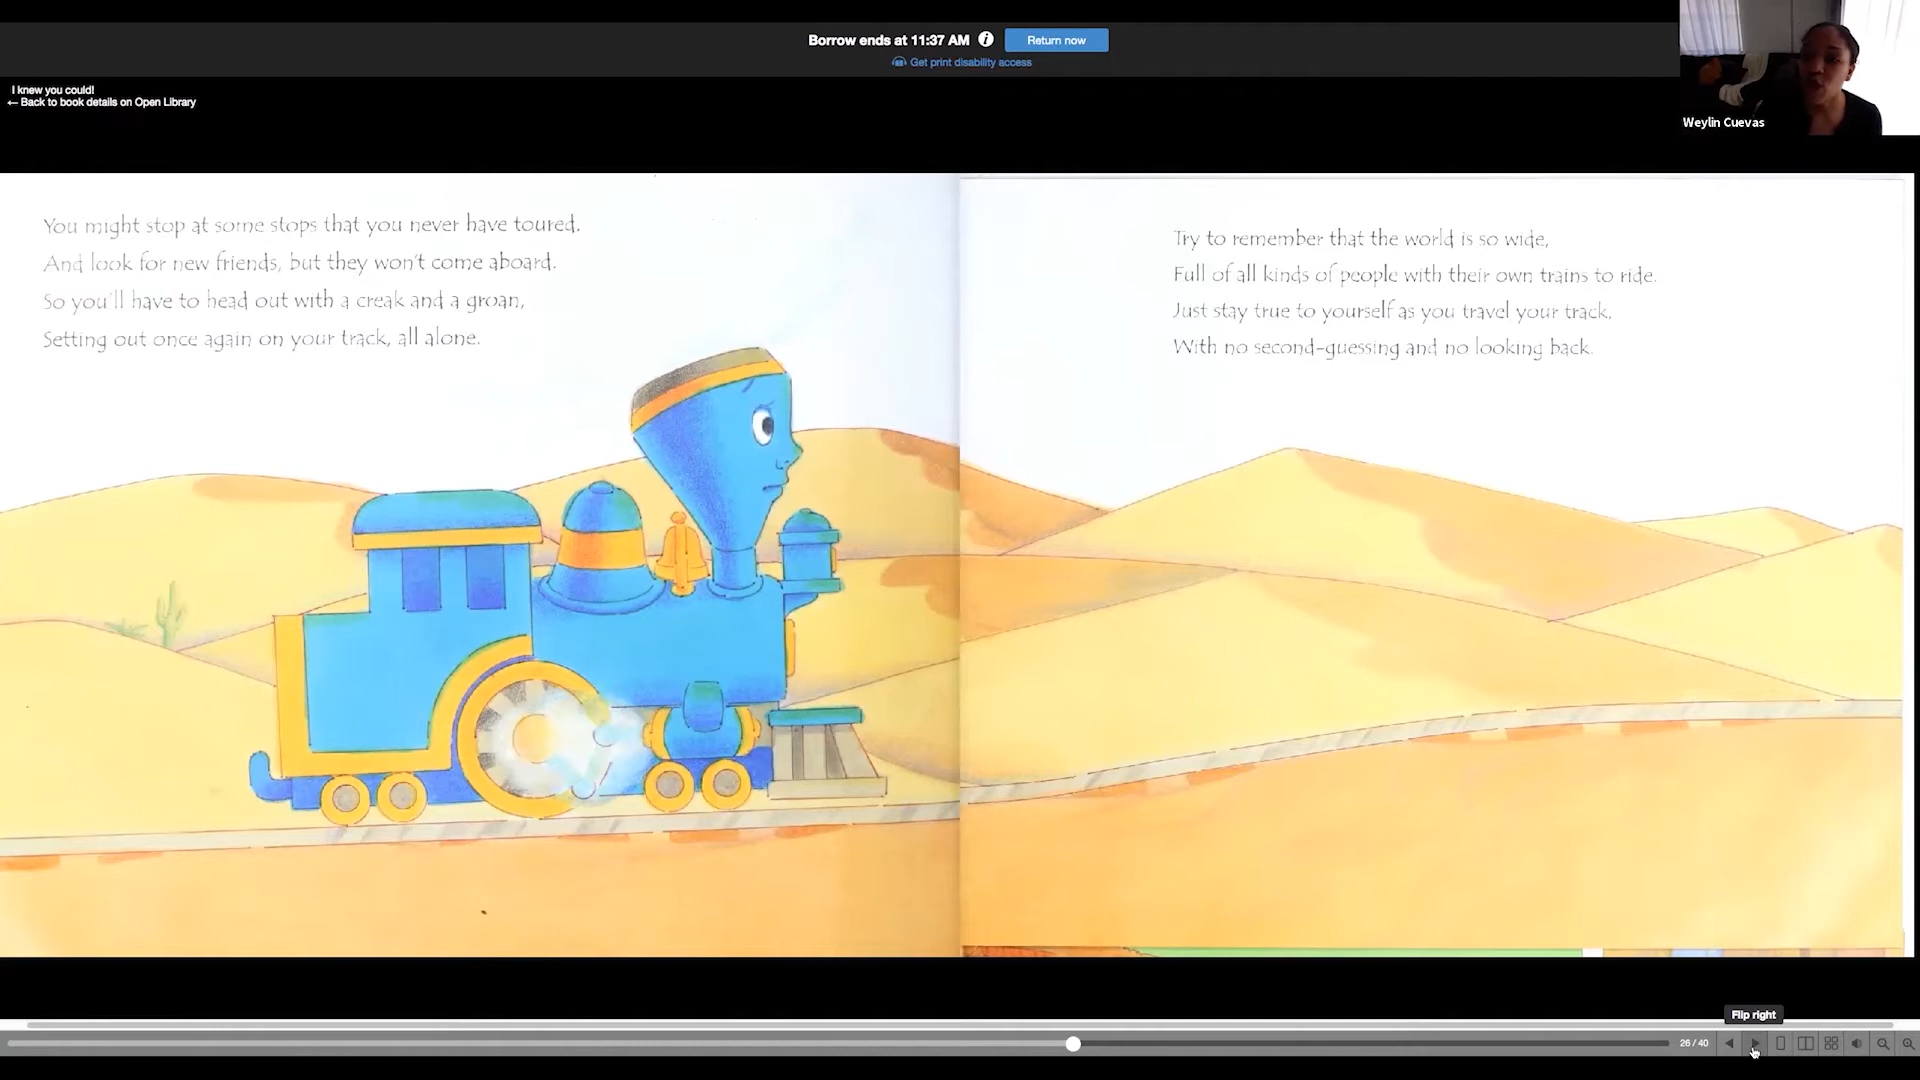 Borrow ends at 11:37 AM
Return now
Get print disability access
I knew you could!
← Back to book details on Open Library
Weylin Cuevas
You might stop at some stops that you never have toured.
And look for new friends, but they won't come aboard.
So you'll have to head out with a creak and a groan,
Setting out once again on your track, all alone.
Try to remember that the world is so wide,
Full of all kinds of people with their own trains to ride.
Just stay true to yourself as you travel your track,
With no second-guessing and no looking back.
Flip right
26 / 40